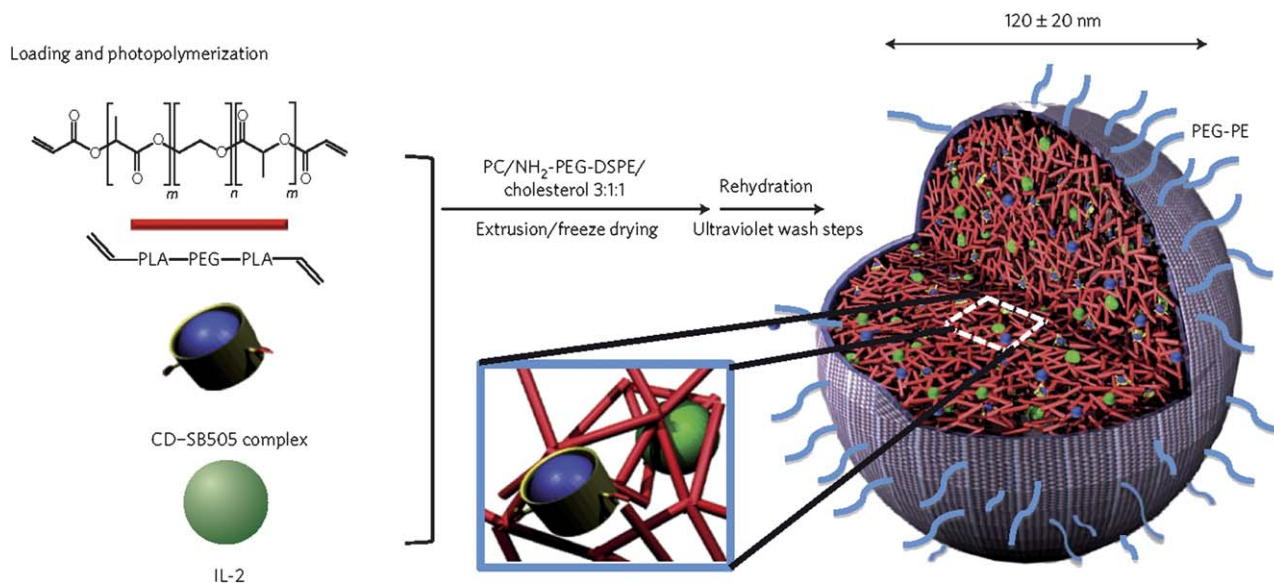 120 ± 20 nm
Loading and photopolymerization
O
O
O
O
O
O
O
O
m
n
m
PLA—PEG—PLA
CD–SB505 complex
IL-2
PC/NH₂-PEG-DSPE/
cholesterol 3:1:1
Extrusion/freeze drying
Rehydration
Ultraviolet wash steps
PEG-PE